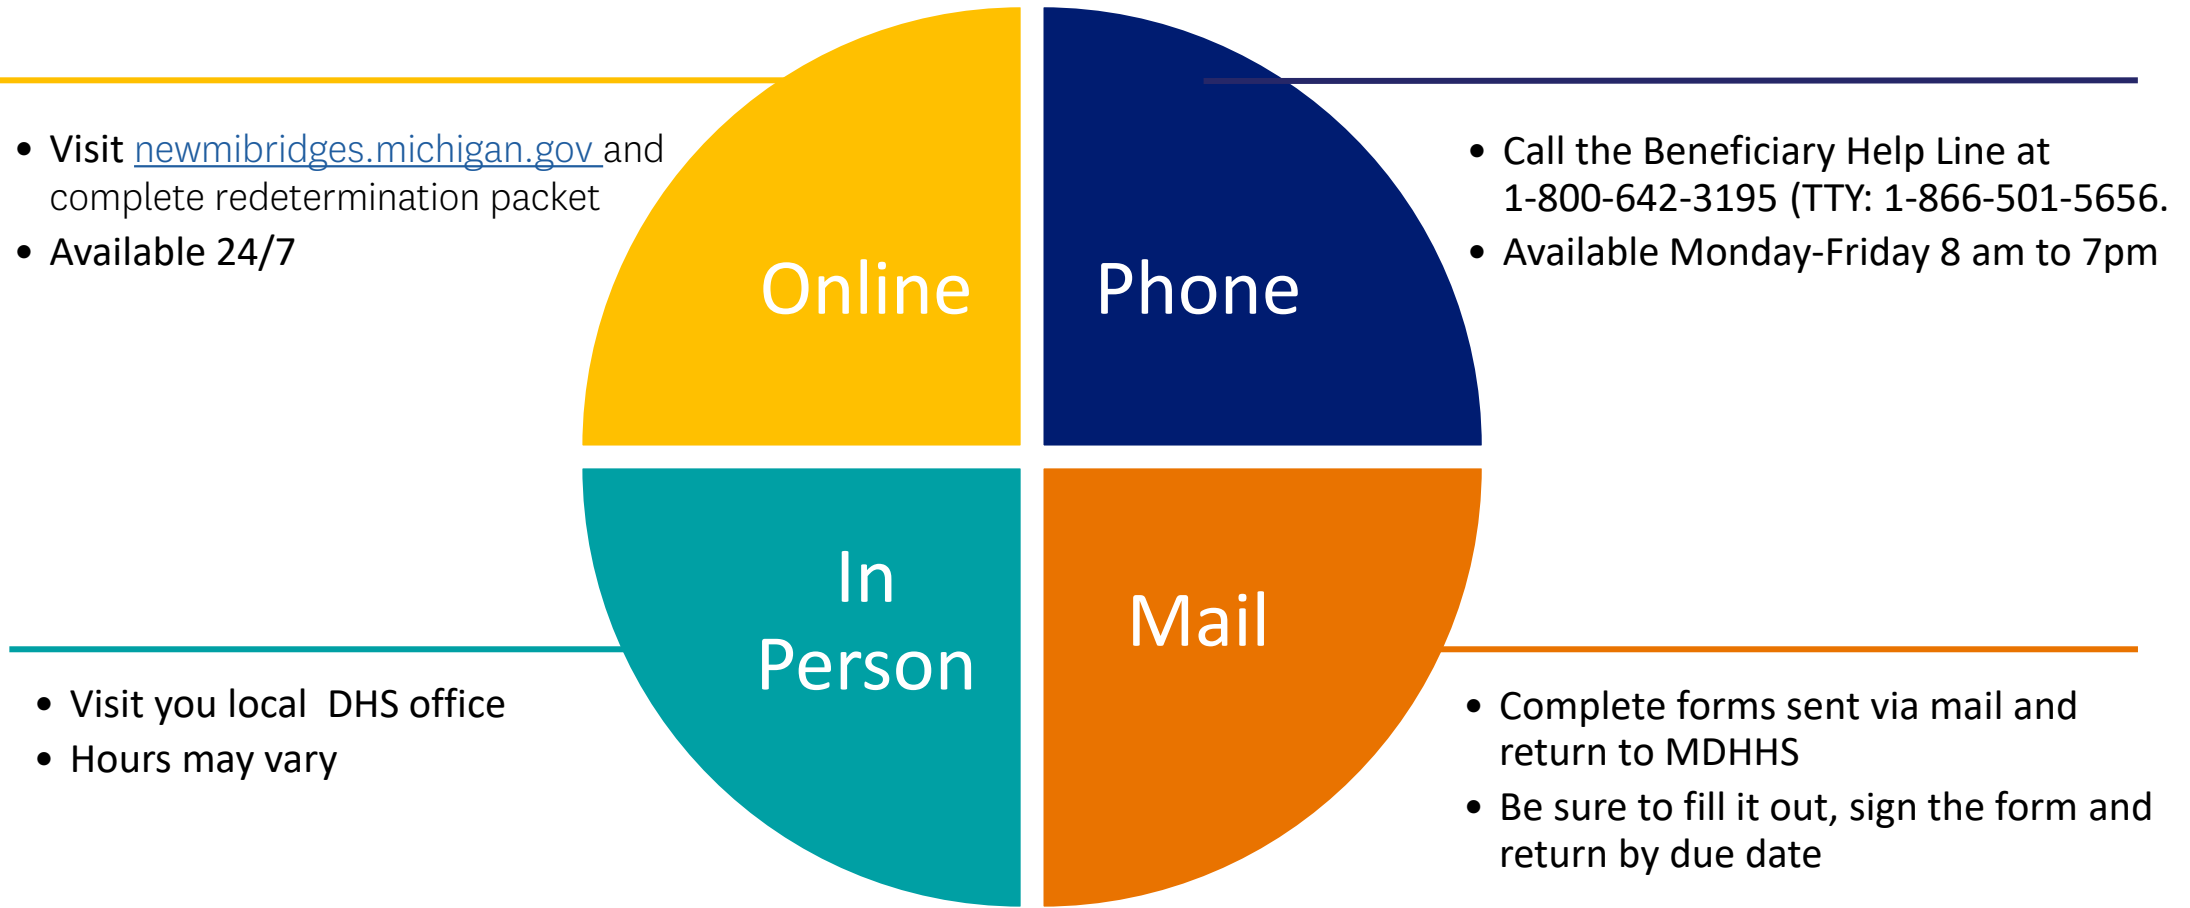 • Visit newmibridges.michigan.gov and
complete redetermination packet
• Available 24/7
Online
Phone
• Call the Beneficiary Help Line at
1-800-642-3195 (TTY: 1-866-501-5656.
• Available Monday-Friday 8 am to 7pm
In
Person
• Visit you local  DHS office
• Hours may vary
Mail
• Complete forms sent via mail and
return to MDHHS
• Be sure to fill it out, sign the form and
return by due date